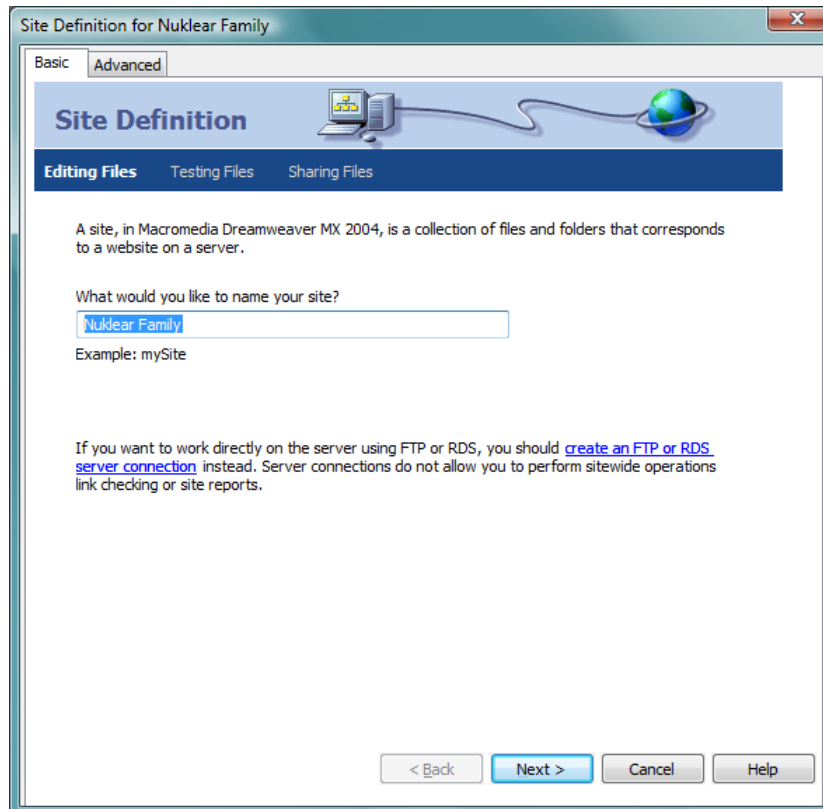 Site Definition for Nuklear Family
X
Basic
Advanced
Site Definition
Editing Files
Testing Files
Sharing Files
A site, in Macromedia Dreamweaver MX 2004, is a collection of files and folders that corresponds
to a website on a server.
What would you like to name your site?
Nuklear Family
Example: mySite
If you want to work directly on the server using FTP or RDS, you should create an FTP or RDS
server connection instead. Server connections do not allow you to perform sitewide operations
link checking or site reports.
< Back
Next >
Cancel
Help